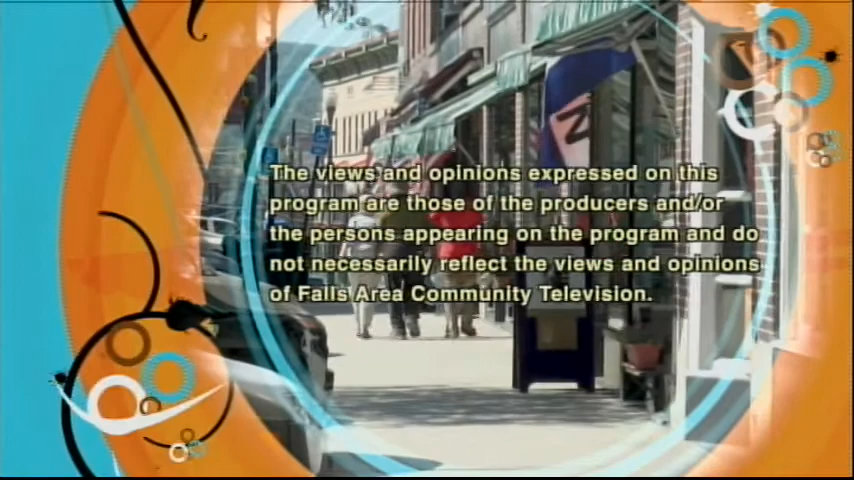 The views and opinions expressed on this
program are those of the producers and/or
the persons appearing on the program and do
not necessarily reflect the views and opinions
of Falls Area Community Television.